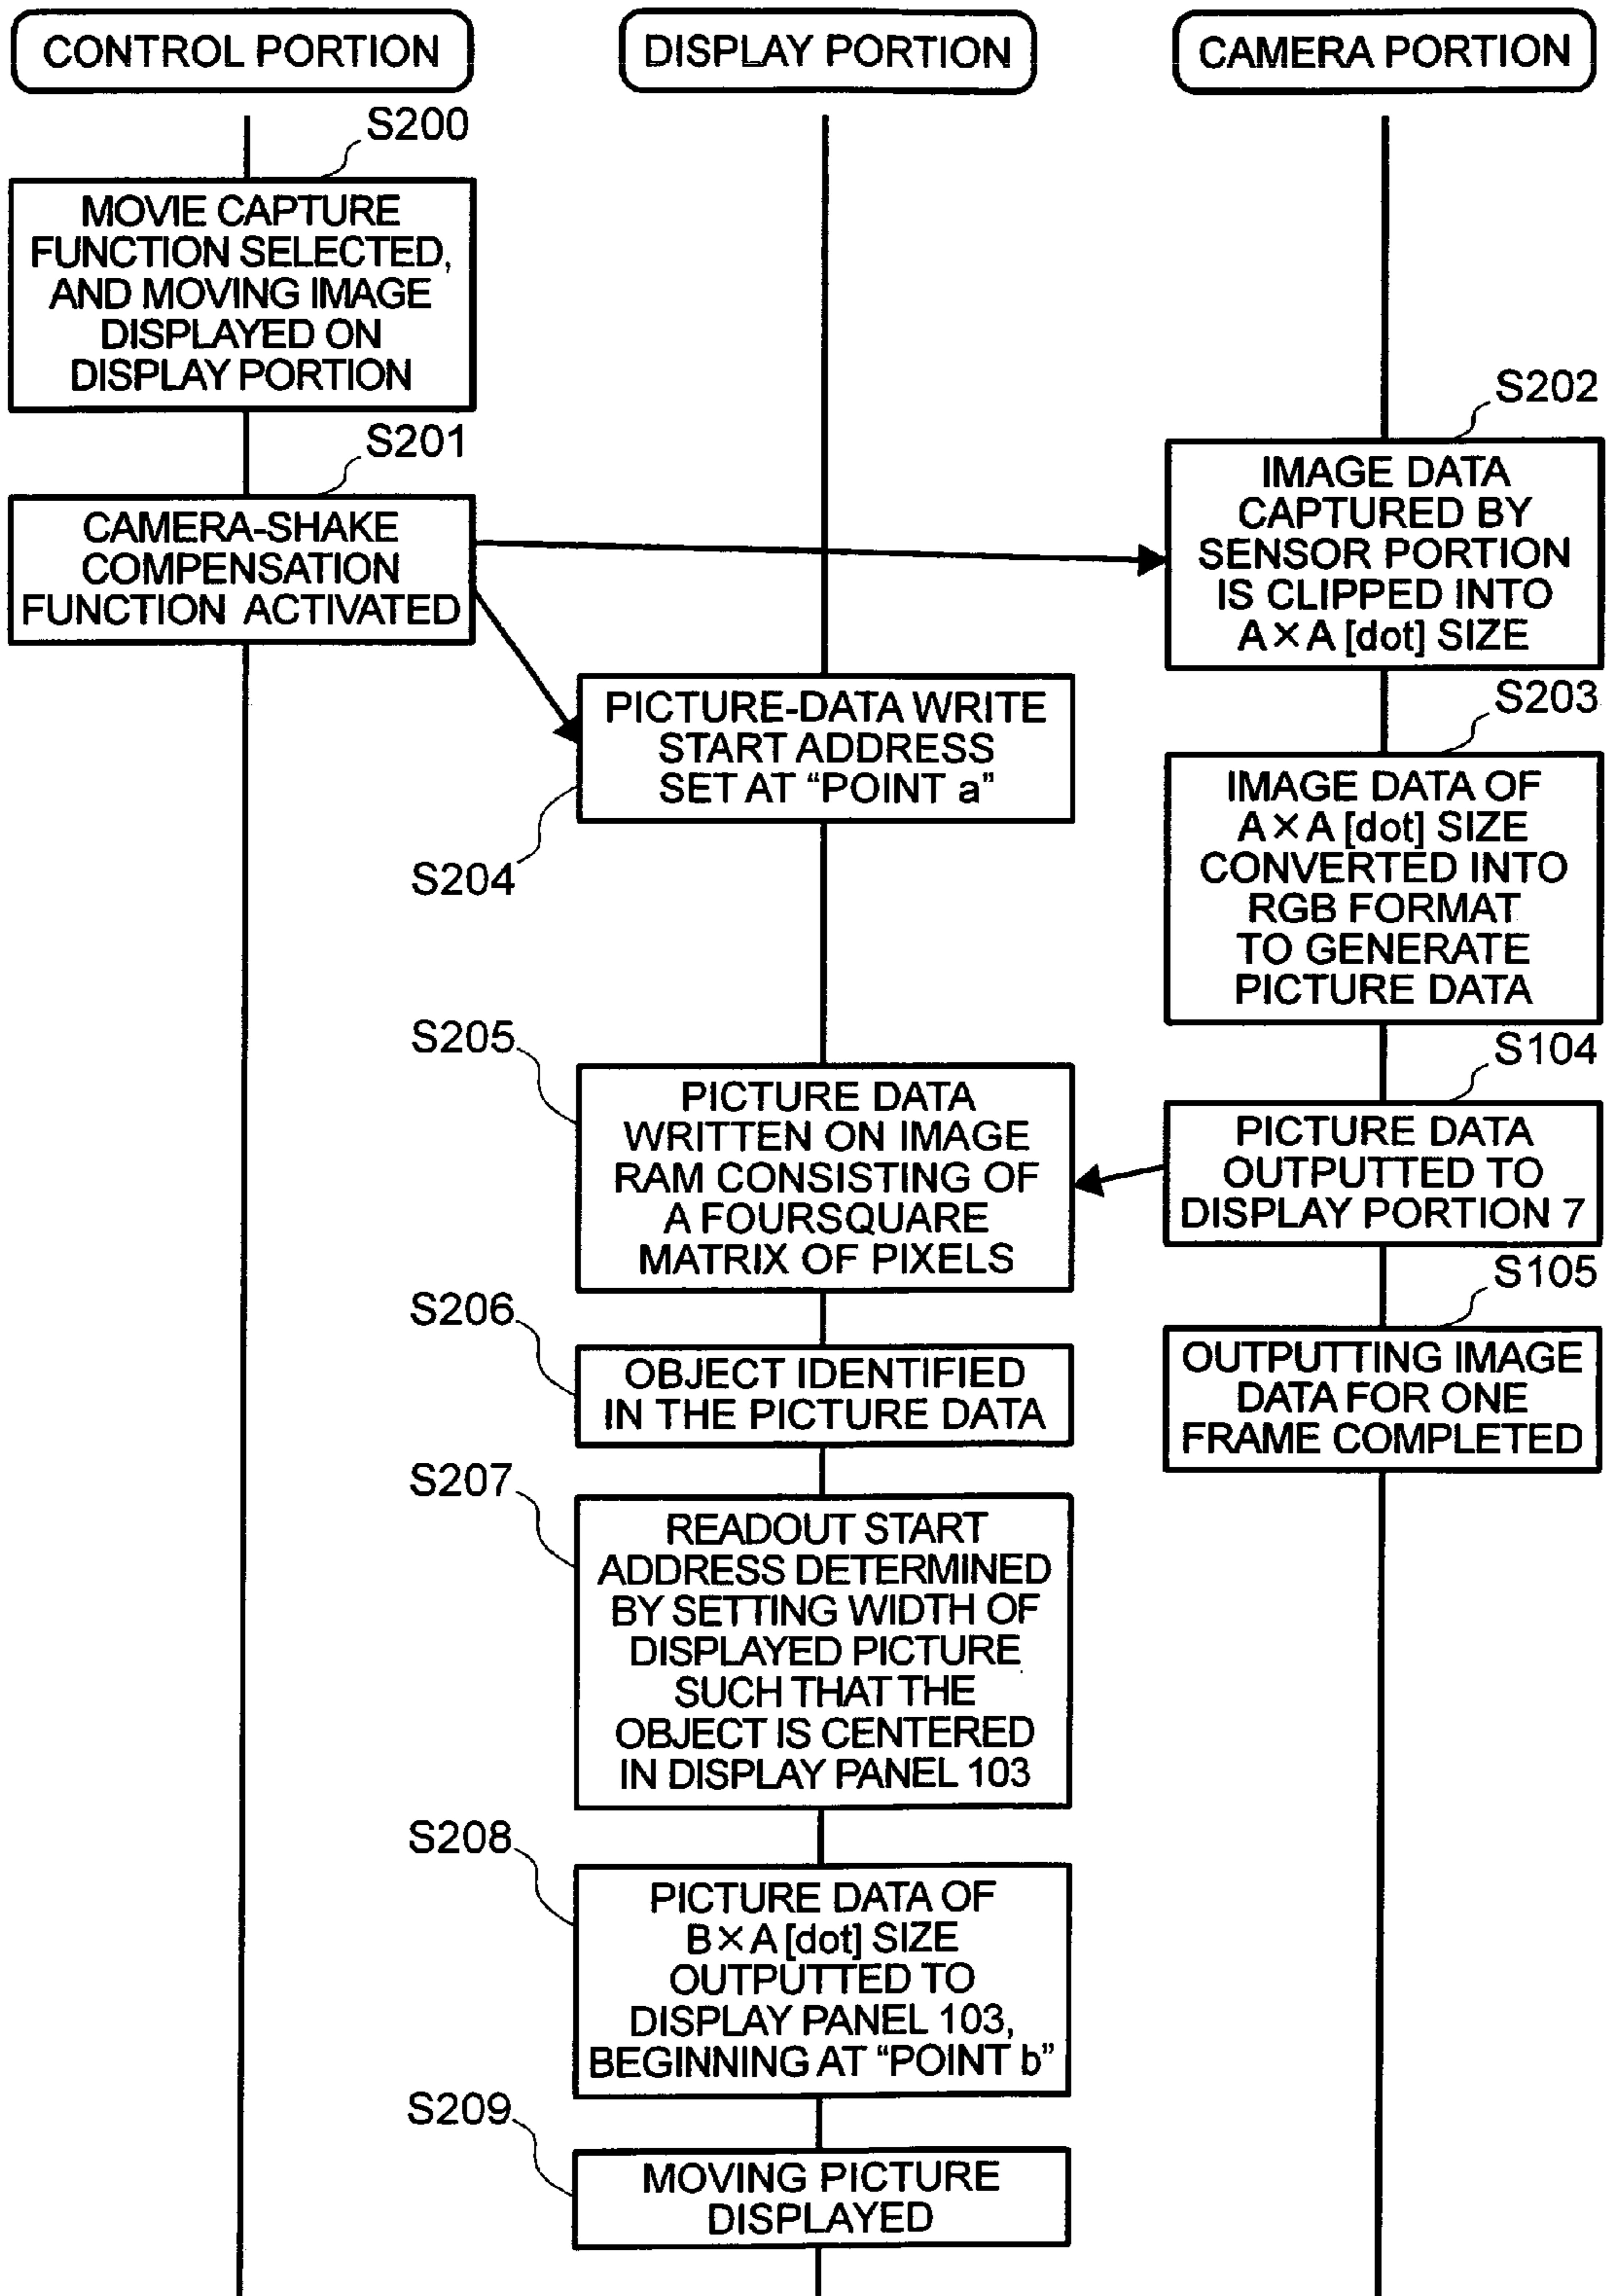 CONTROL PORTION
DISPLAY PORTION
CAMERA PORTION
S200
MOVIE CAPTURE
FUNCTION SELECTED,
AND MOVING IMAGE
DISPLAYED ON
DISPLAY PORTION
S201
CAMERA-SHAKE
COMPENSATION
FUNCTION ACTIVATED
S202
IMAGE DATA
CAPTURED BY
SENSOR PORTION
IS CLIPPED INTO
A×A [dot] SIZE
S204
PICTURE-DATA WRITE
START ADDRESS
SET AT “POINT a”
S203
IMAGE DATA OF
A×A [dot] SIZE
CONVERTED INTO
RGB FORMAT
TO GENERATE
PICTURE DATA
S205
PICTURE DATA
WRITTEN ON IMAGE
RAM CONSISTING OF
A FOURSQUARE
MATRIX OF PIXELS
S104
PICTURE DATA
OUTPUTTED TO
DISPLAY PORTION 7
S105
OUTPUTTING IMAGE
DATA FOR ONE
FRAME COMPLETED
S206
OBJECT IDENTIFIED
IN THE PICTURE DATA
S207
READOUT START
ADDRESS DETERMINED
BY SETTING WIDTH OF
DISPLAYED PICTURE
SUCH THAT THE
OBJECT IS CENTERED
IN DISPLAY PANEL 103
S208
PICTURE DATA OF
B×A [dot] SIZE
OUTPUTTED TO
DISPLAY PANEL 103,
BEGINNING AT “POINT b”
S209
MOVING PICTURE
DISPLAYED